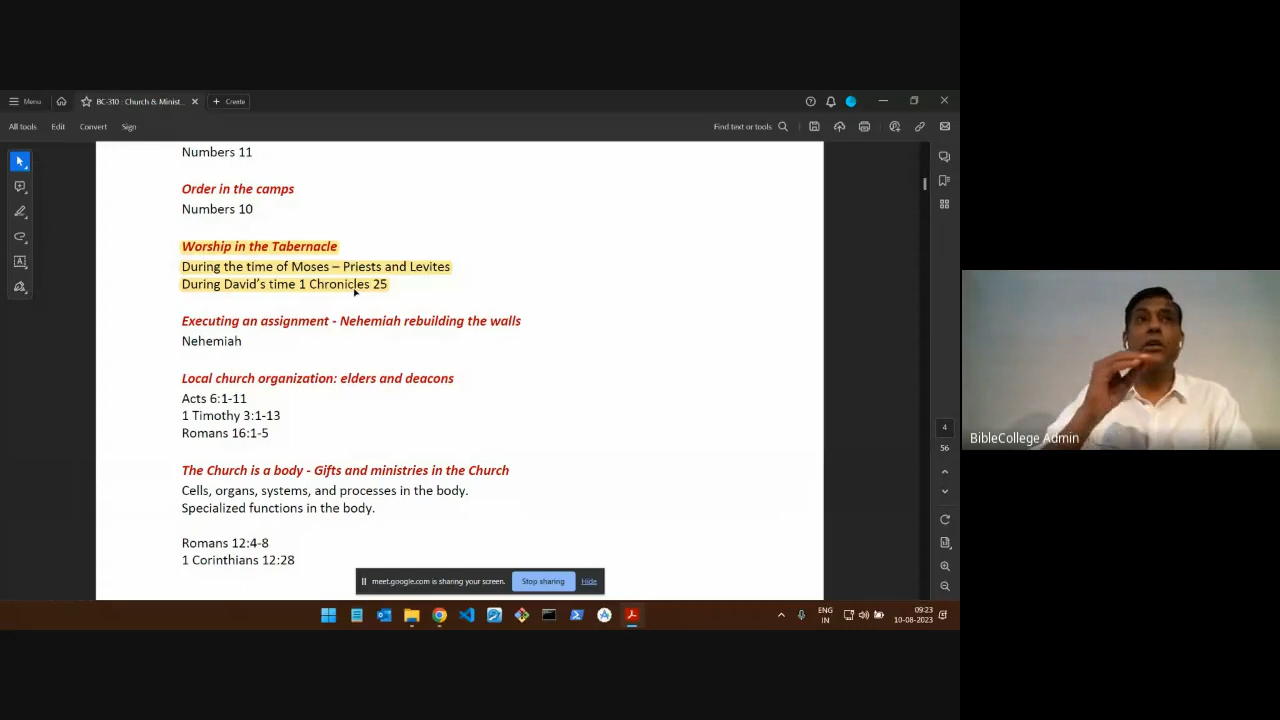 Menu
BC-310 : Church & Minist...
Create
All tools
Edit
Convert
Sign
Find text or tools
Numbers 11
Order in the camps
Numbers 10
Worship in the Tabernacle
During the time of Moses – Priests and Levites
During David's time 1 Chronicles 25
Executing an assignment - Nehemiah rebuilding the walls
Nehemiah
Local church organization: elders and deacons
Acts 6:1-11
1 Timothy 3:1-13
Romans 16:1-5
The Church is a body - Gifts and ministries in the Church
Cells, organs, systems, and processes in the body.
Specialized functions in the body.
Romans 12:4-8
1 Corinthians 12:28
4
56
BibleCollege Admin
meet.google.com is sharing your screen.
Stop sharing
Hide
ENG
IN
09:23
10-08-2023